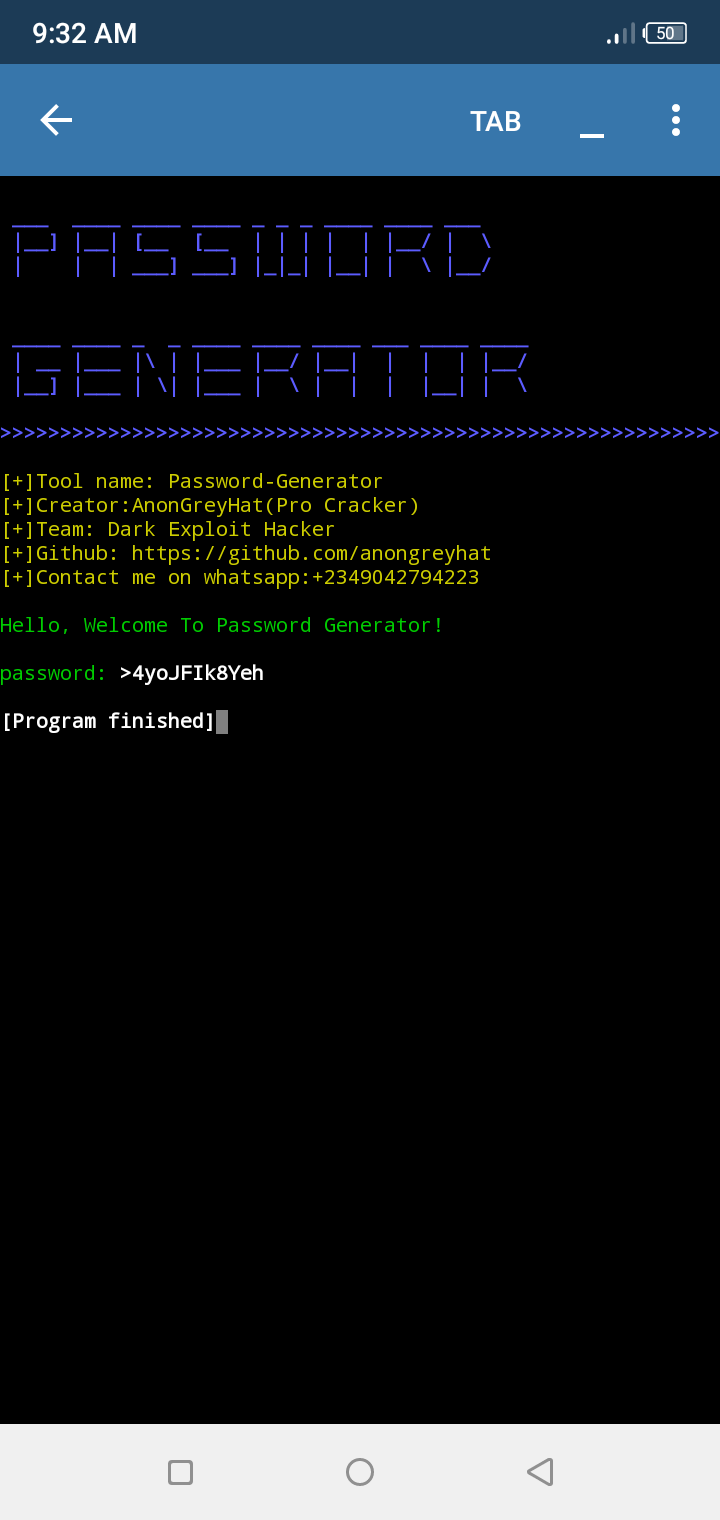 9:32 AM
50
TAB
PASSWORD
GENERATOR
>>>>>>>>>>>>>>>>>>>>>>>>>>>>>>>>>>>>>>>>>>>>>>>>>>>>>>>>>>>>
[+]Tool name: Password-Generator
[+]Creator:AnonGreyHat(Pro Cracker)
[+]Team: Dark Exploit Hacker
[+]Github: https://github.com/anongreyhat
[+]Contact me on whatsapp:+2349042794223
Hello, Welcome To Password Generator!
password: >4yoJFIk8Yeh
[Program finished]